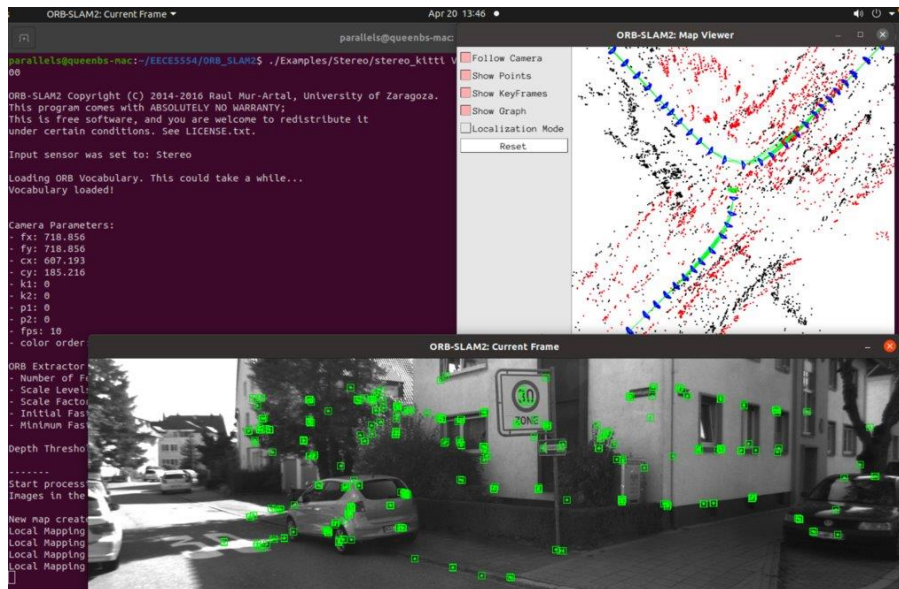 ORB-SLAM2: Current Frame
Apr 20 13:46
parallels@queenbs-mac:
parallels@queenbs-mac:~/EECE5554/ORB_SLAM2$ ./Examples/Stereo/stereo_kitti V
00
ORB-SLAM2 Copyright (C) 2014-2016 Raul Mur-Artal, University of Zaragoza.
This program comes with ABSOLUTELY NO WARRANTY;
This is free software, and you are welcome to redistribute it
under certain conditions. See LICENSE.txt.
Input sensor was set to: Stereo
Loading ORB Vocabulary. This could take a while...
Vocabulary loaded!
Camera Parameters:
- fx: 718.856
- fy: 718.856
- cx: 607.193
- cy: 185.216
- k1: 0
- k2: 0
- p1: 0
- p2: 0
- fps: 10
- color order:
ORB Extractor
- Number of Fe
- Scale Levels
- Scale Factor
- Initial Fast
- Minimum Fast
Depth Thresho
-------
Start process
Images in the
New map create
Local Mapping
Local Mapping
Local Mapping
Local Mapping
ORB-SLAM2: Map Viewer
Follow Camera
Show Points
Show KeyFrames
Show Graph
Localization Mode
Reset
ORB-SLAM2: Current Frame
30
ZONE